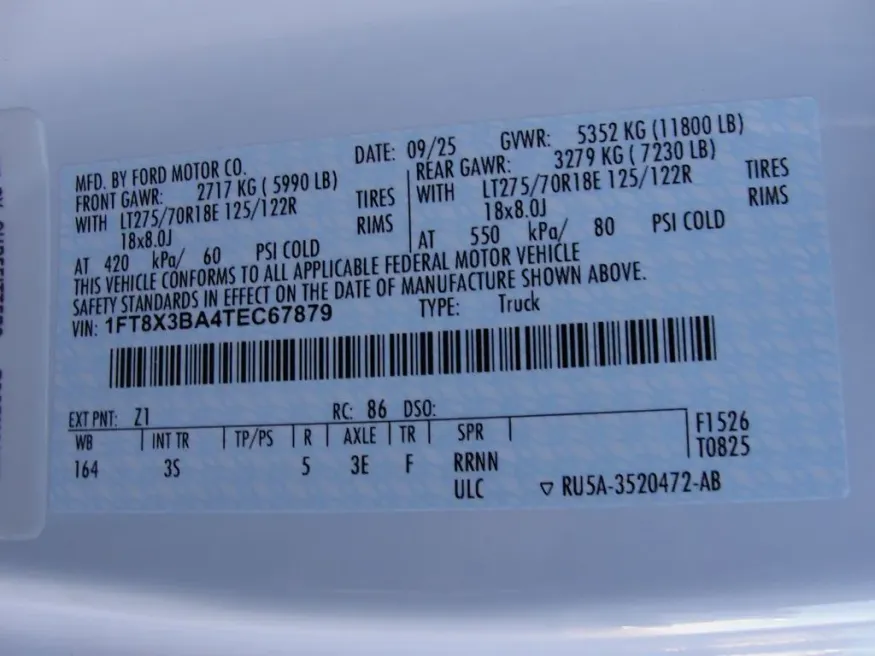 MFD. BY FORD MOTOR CO.
DATE: 09/25 GVWR: 5352 KG (11800 LB)
FRONT GAWR: 2717 KG ( 5990 LB)
REAR GAWR: 3279 KG ( 7230 LB)
WITH LT275/70R18E 125/122R TIRES
WITH LT275/70R18E 125/122R TIRES
18x8.0J RIMS
18x8.0J RIMS
AT 420 kPa/ 60 PSI COLD
AT 550 kPa/ 80 PSI COLD
THIS VEHICLE CONFORMS TO ALL APPLICABLE FEDERAL MOTOR VEHICLE
SAFETY STANDARDS IN EFFECT ON THE DATE OF MANUFACTURE SHOWN ABOVE.
VIN: 1FT8X3BA4TEC67879 TYPE: Truck
EXT PNT: Z1 RC: 86 DSO:
WB INT TR TP/PS R AXLE TR SPR
164 3S 5 3E F RRNN
ULC
F1526
T0825
▽ RU5A-3520472-AB